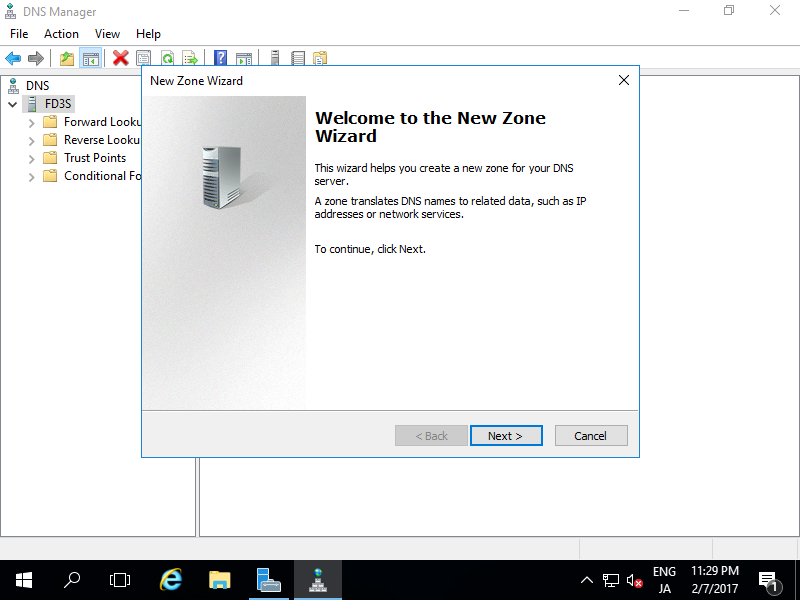 DNS Manager
File Action View Help
DNS
FD3S
Forward Looku
Reverse Looku
Trust Points
Conditional Fo
New Zone Wizard
Welcome to the New Zone
Wizard
This wizard helps you create a new zone for your DNS
server.
A zone translates DNS names to related data, such as IP
addresses or network services.
To continue, click Next.
< Back Next > Cancel
ENG
JA
11:29 PM
2/7/2017
1